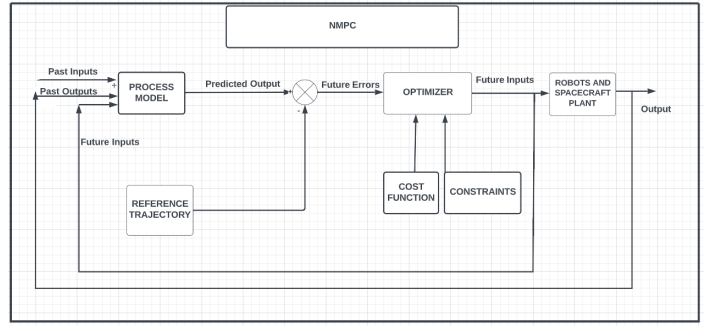 NMPC
Past Inputs
+
Past Outputs
PROCESS
MODEL
Predicted Output
+
-
Future Errors
OPTIMIZER
Future Inputs
ROBOTS AND
SPACECRAFT
PLANT
Output
Future Inputs
REFERENCE
TRAJECTORY
COST
FUNCTION
CONSTRAINTS